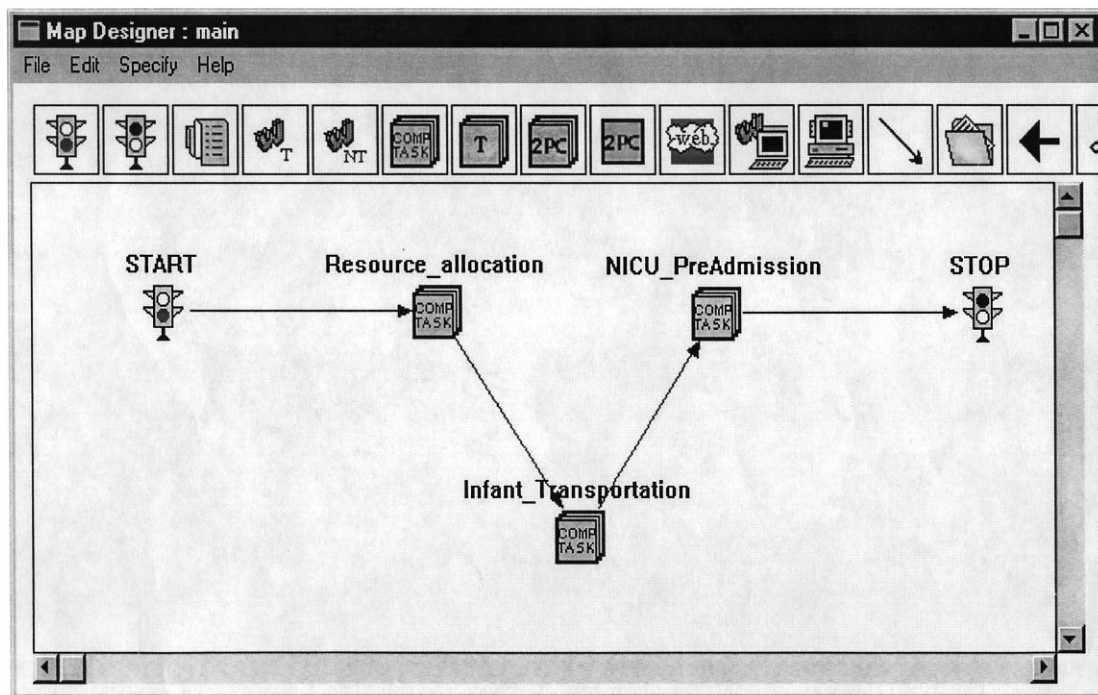 Map Designer : main
File Edit Specify Help
T
NT
COMP
TASK
T
2PC
2PC
web
START
Resource_allocation
NICU_PreAdmission
STOP
COMP
TASK
COMP
TASK
Infant_Transportation
COMP
TASK